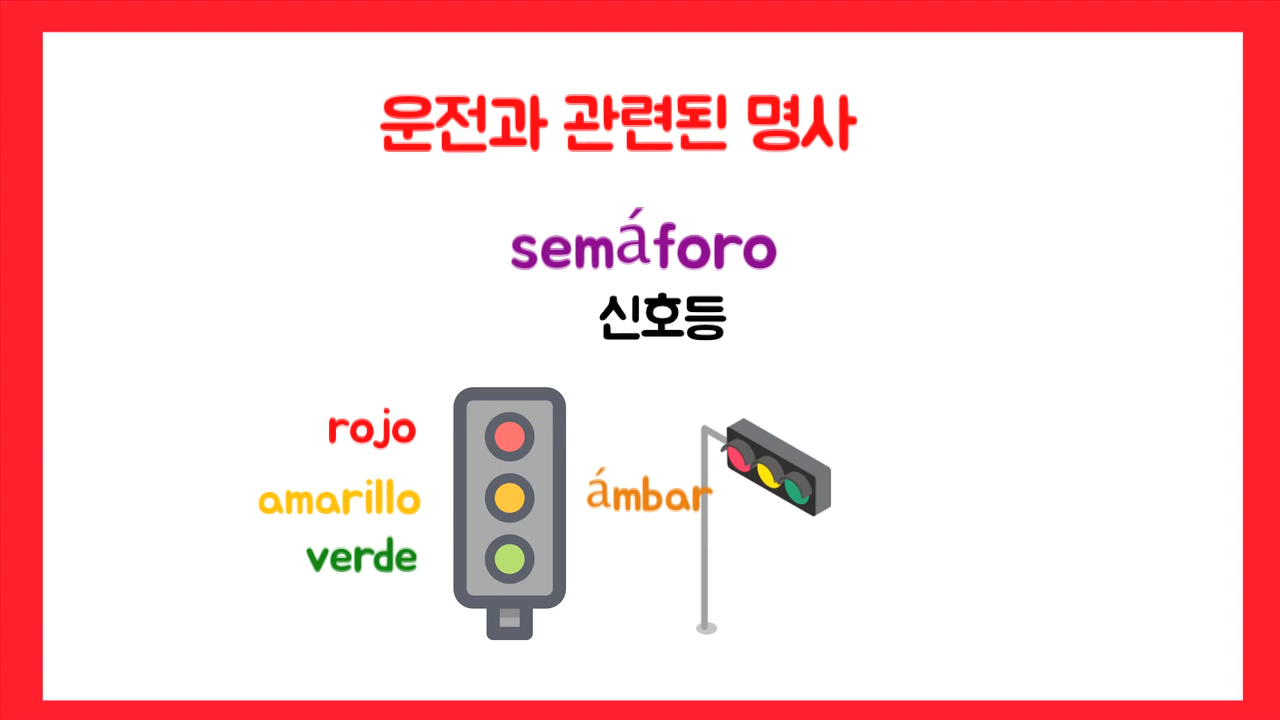 운전과 관련된 명사
semáforo
신호등
rojo
amarillo
ámbar
verde